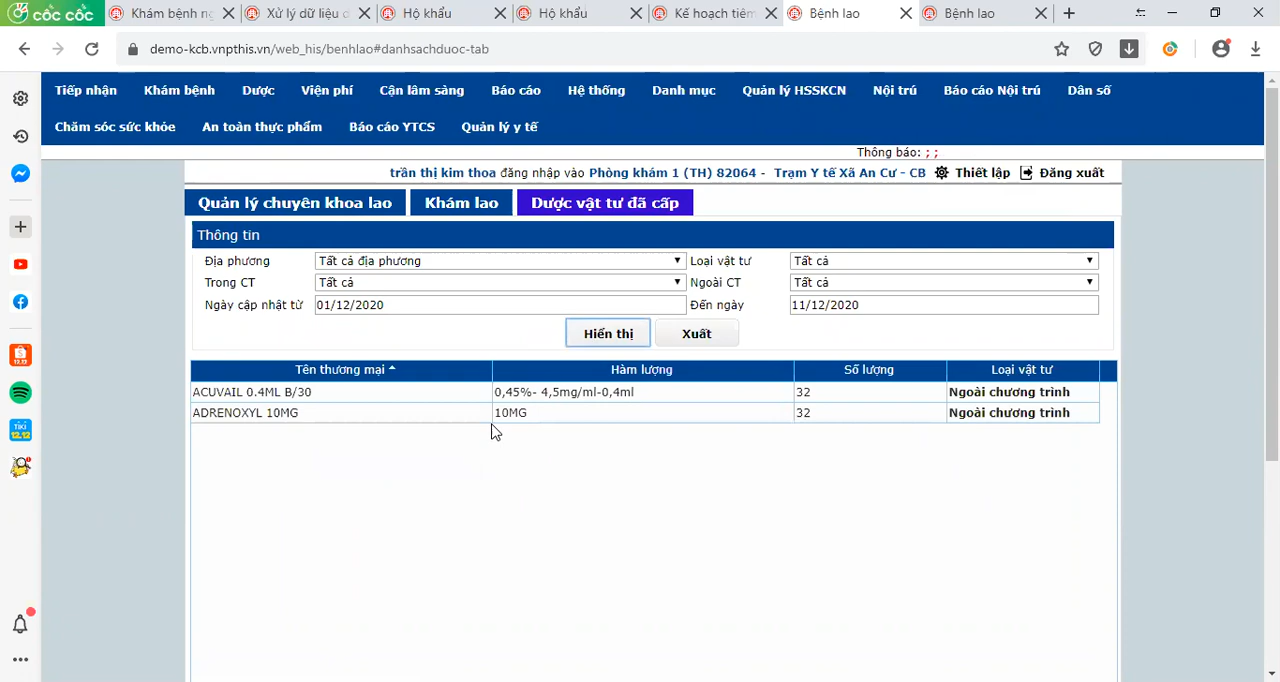 cốc cốc
Khám bệnh ng
Xử lý dữ liệu d
Hộ khẩu
Hộ khẩu
Kế hoạch tiêm
Bệnh lao
Bệnh lao
demo-kcb.vnpthis.vn/web_his/benhlao#danhsachduoc-tab
Tiếp nhận Khám bệnh Dược Viện phí Cận lâm sàng Báo cáo Hệ thống Danh mục Quản lý HSSKCN Nội trú Báo cáo Nội trú Dân số
Chăm sóc sức khỏe An toàn thực phẩm Báo cáo YTCS Quản lý y tế
Thông báo: ; ;
trần thị kim thoa đăng nhập vào Phòng khám 1 (TH) 82064 - Trạm Y tế Xã An Cư - CB Thiết lập Đăng xuất
Quản lý chuyên khoa lao Khám lao Dược vật tư đã cấp
Thông tin
Địa phương Tất cả địa phương Loại vật tư Tất cả
Trong CT Tất cả Ngoài CT Tất cả
Ngày cập nhật từ 01/12/2020 Đến ngày 11/12/2020
Hiển thị Xuất
Tên thương mại Hàm lượng Số lượng Loại vật tư
ACUVAIL 0.4ML B/30 0,45%- 4,5mg/ml-0,4ml 32 Ngoài chương trình
ADRENOXYL 10MG 10MG 32 Ngoài chương trình